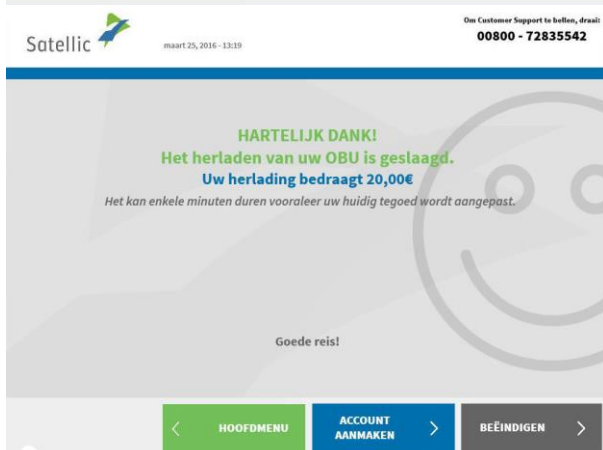 Satellic
maart 25, 2016 - 13:19
Om Customer Support te bellen, draai:
00800 - 72835542
HARTELIJK DANK!
Het herladen van uw OBU is geslaagd.
Uw herlading bedraagt 20,00€
Het kan enkele minuten duren vooraleer uw huidig tegoed wordt aangepast.
Goede reis!
HOOFDMENU
ACCOUNT
AANMAKEN
BEËINDIGEN